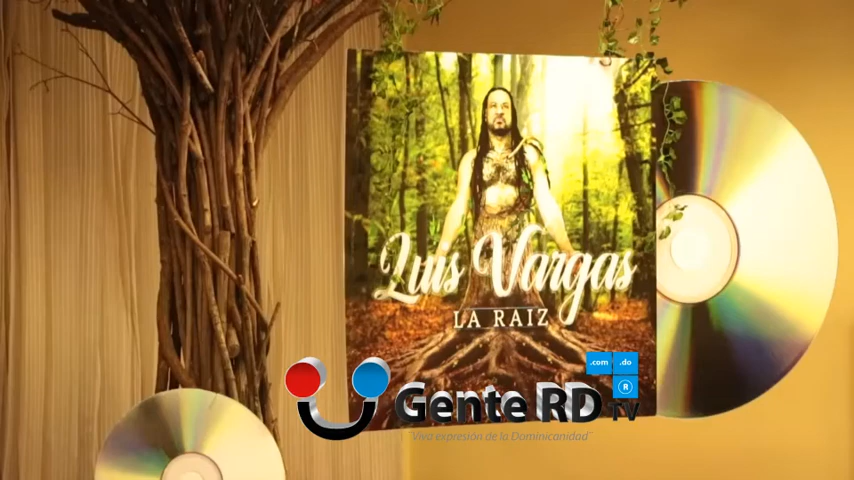 Luis Vargas
LA RAIZ
.com .do
®
Gente RD TV
"Viva expresión de la Dominicanidad"